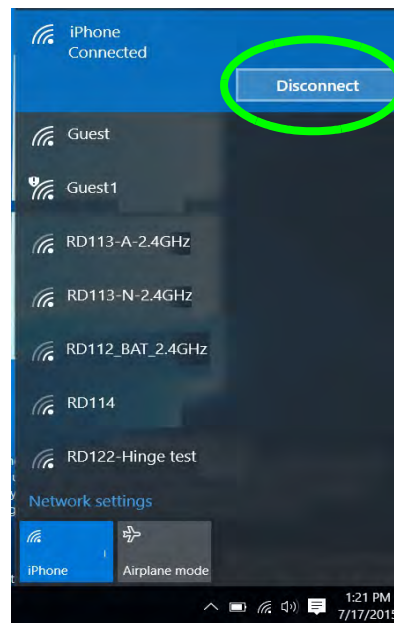 iPhone
Connected
Disconnect
Guest
Guest1
RD113-A-2.4GHz
RD113-N-2.4GHz
RD112_BAT_2.4GHz
RD114
RD122-Hinge test
Network settings
iPhone
Airplane mode
1:21 PM
7/17/2015